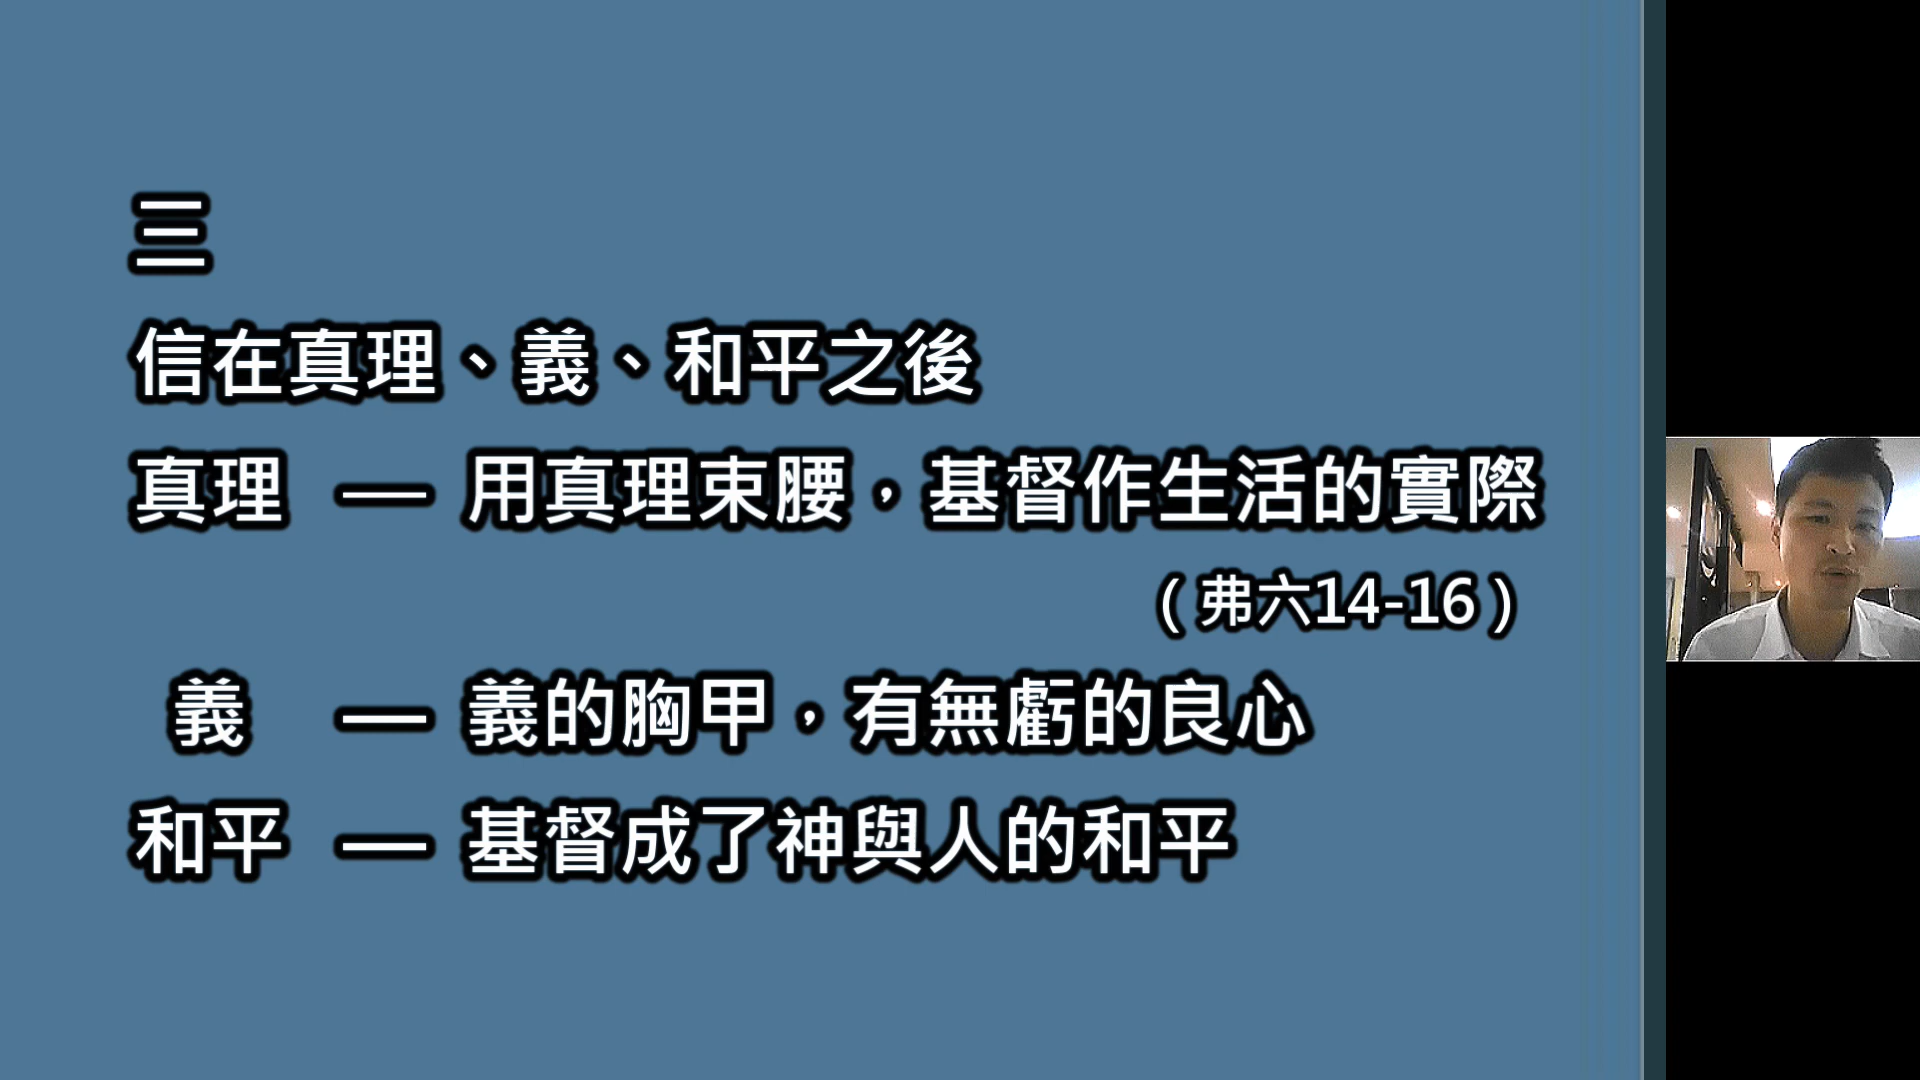 三
信在真理、義、和平之後
真理 — 用真理束腰，基督作生活的實際
（弗六14-16）
義 — 義的胸甲，有無虧的良心
和平 — 基督成了神與人的和平